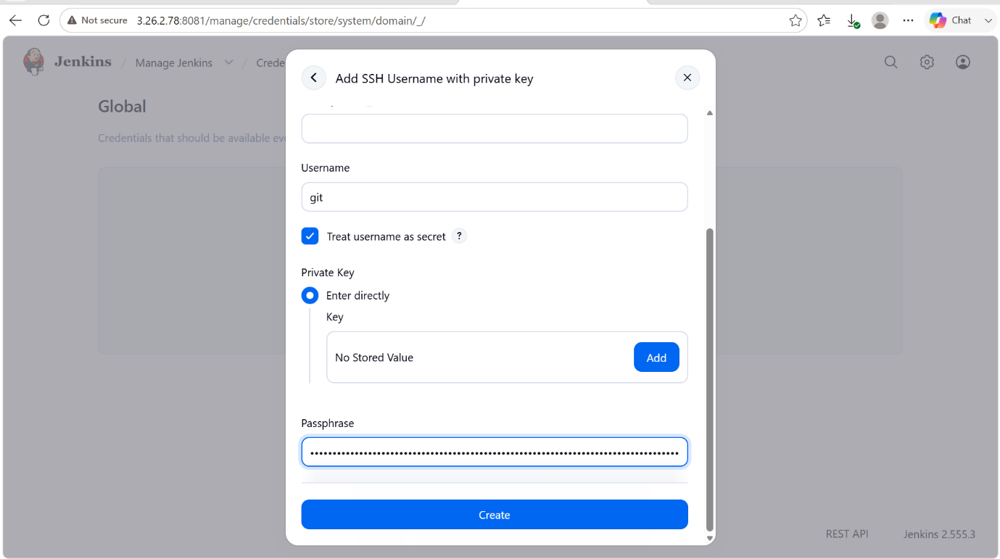 Not secure 3.26.2.78:8081/manage/credentials/store/system/domain/_/ Chat
Jenkins / Manage Jenkins / Crede
Add SSH Username with private key
Global
Credentials that should be available eve
Username
git
Treat username as secret ?
Private Key
Enter directly
Key
No Stored Value Add
Passphrase
••••••••••••••••••••••••••••••••••••••••••••••••••••••••••••••••••••••••••••••••••••
Create
REST API Jenkins 2.555.3